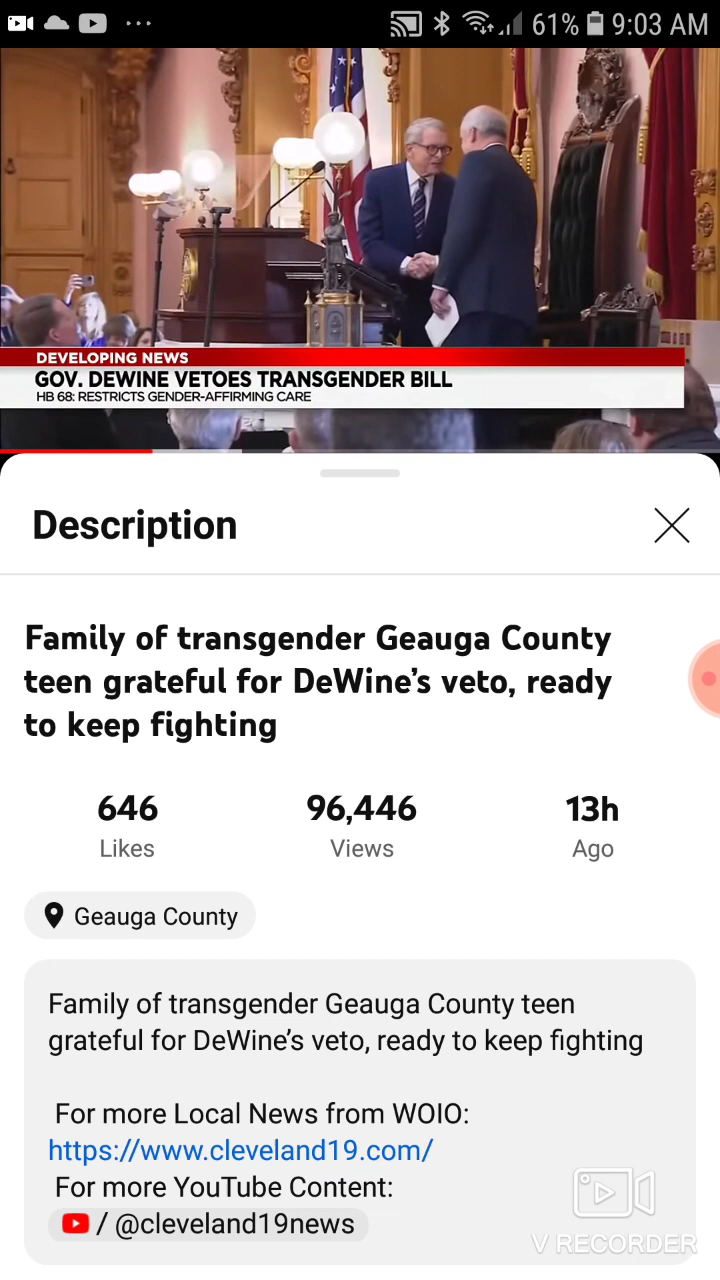 61% 9:03 AM
DEVELOPING NEWS
GOV. DEWINE VETOES TRANSGENDER BILL
HB 68: RESTRICTS GENDER-AFFIRMING CARE
Description
Family of transgender Geauga County
teen grateful for DeWine's veto, ready
to keep fighting
646 96,446 13h
Likes Views Ago
Geauga County
Family of transgender Geauga County teen
grateful for DeWine's veto, ready to keep fighting
For more Local News from WOIO:
https://www.cleveland19.com/
For more YouTube Content:
/ @cleveland19news
V RECORDER